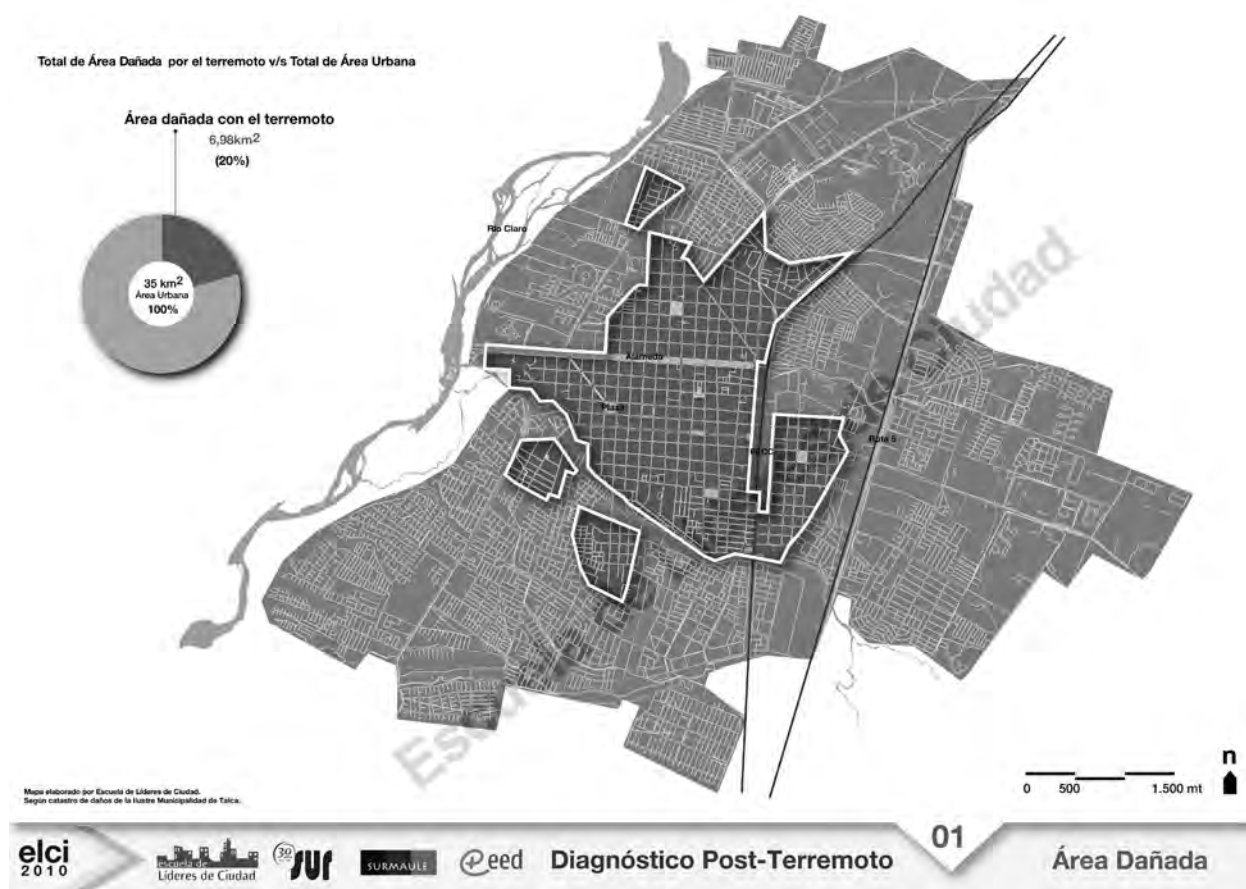 Total de Área Dañada por el terremoto v/s Total de Área Urbana
Área dañada con el terremoto
6,98km²
(20%)
35 km²
Área Urbana
100%
Río Claro
Alameda
Plaza
Ruta 5
Mapa elaborado por Escuela de Líderes de Ciudad.
Según catastro de daños de la Ilustre Municipalidad de Talca.
n
0 500 1.500 mt
elci
2010
escuela de
Líderes de Ciudad
30
SUR
SURMAULE
eed
Diagnóstico Post-Terremoto
01
Área Dañada